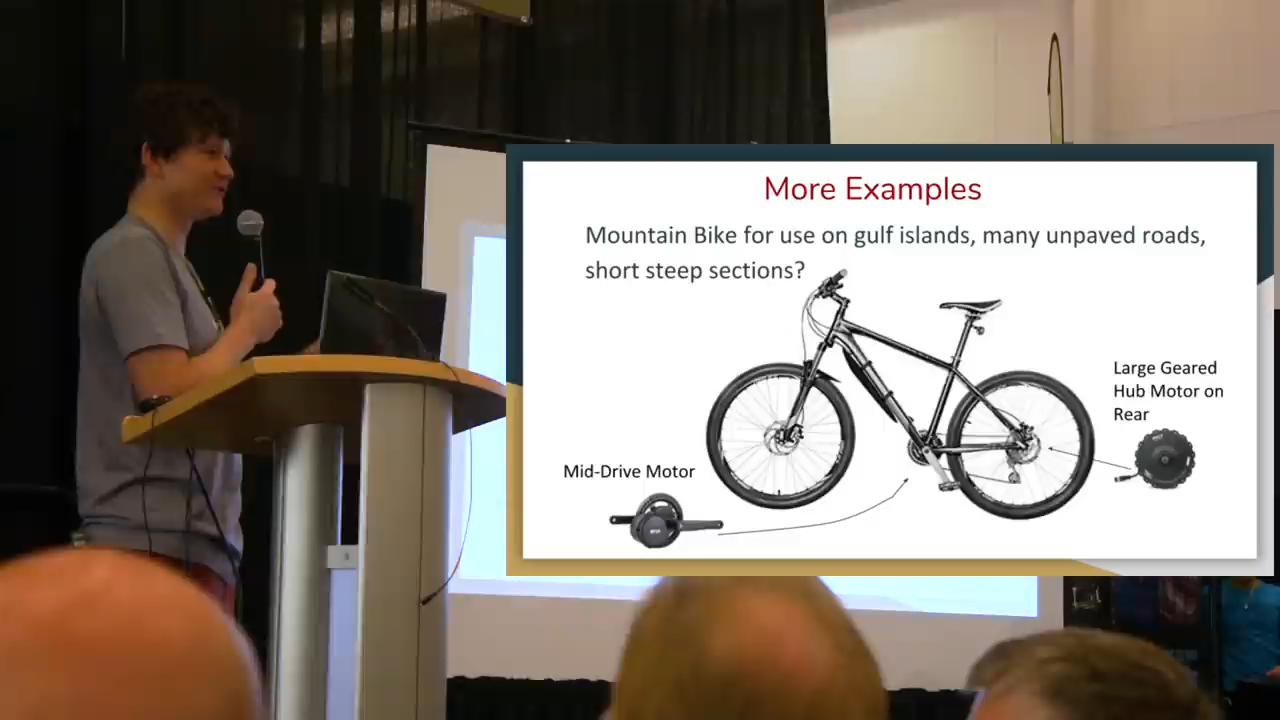 More Examples
Mountain Bike for use on gulf islands, many unpaved roads,
short steep sections?
Large Geared
Hub Motor on
Rear
Mid-Drive Motor